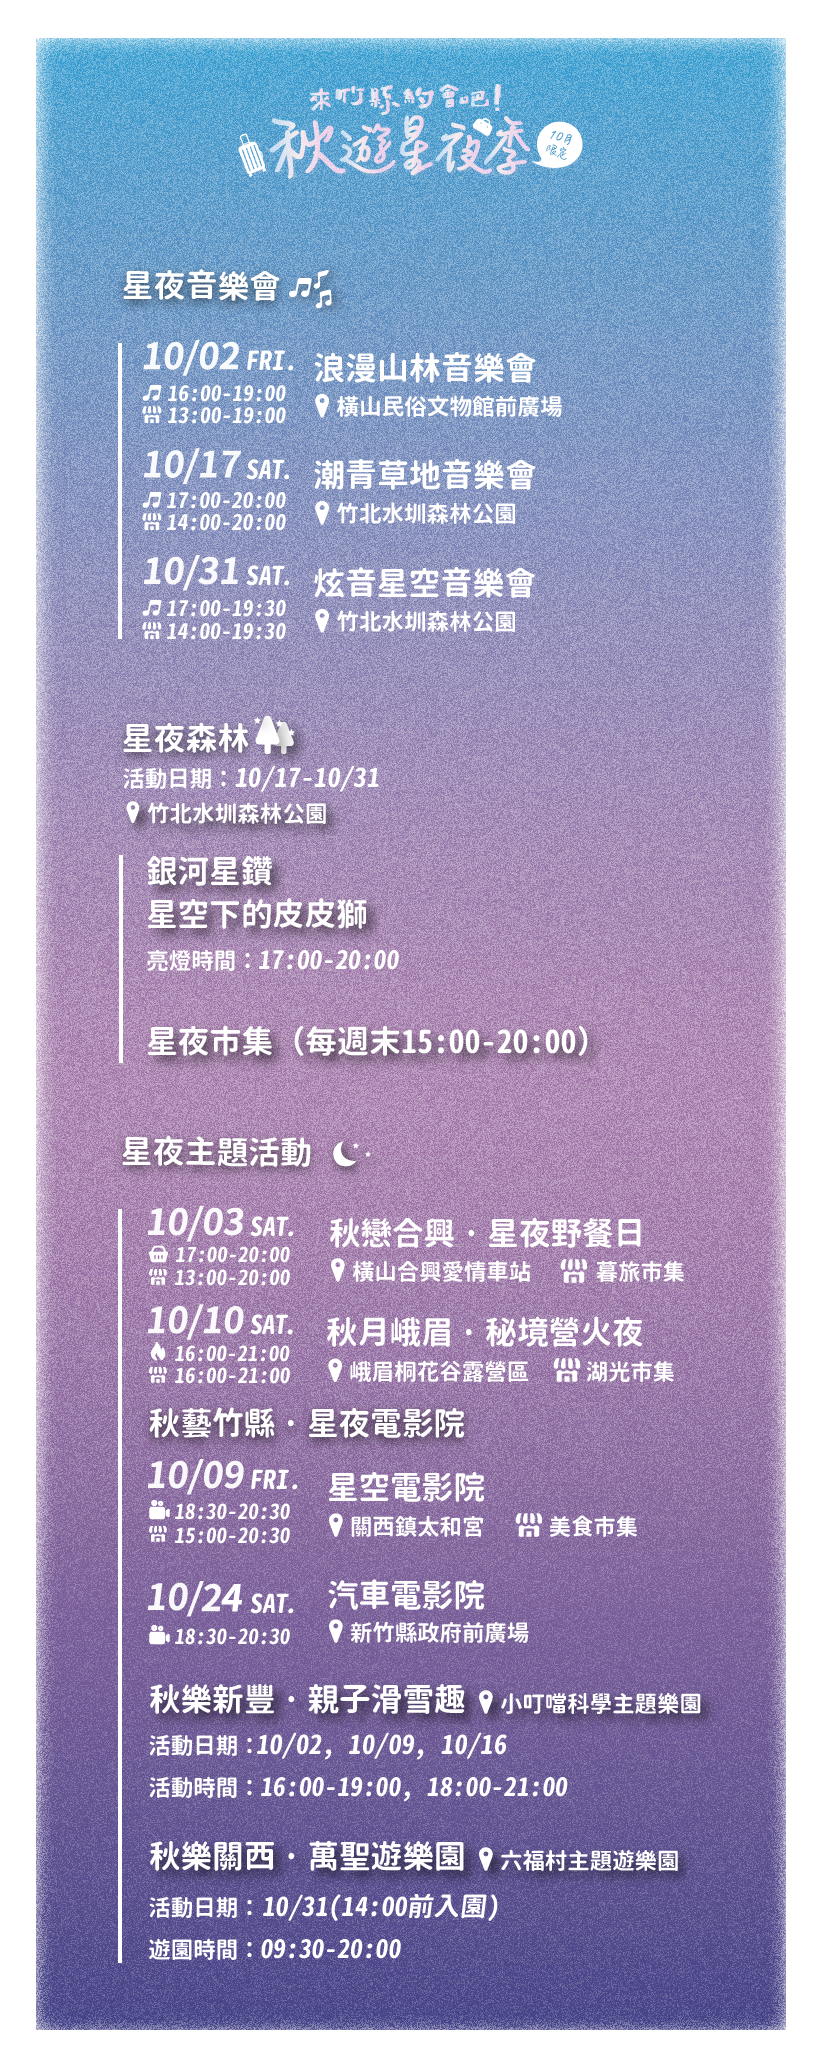 來竹縣約會吧!
秋遊星夜季
10月
限定
星夜音樂會
10/02 FRI.
16:00-19:00
13:00-19:00
浪漫山林音樂會
橫山民俗文物館前廣場
10/17 SAT.
17:00-20:00
14:00-20:00
潮青草地音樂會
竹北水圳森林公園
10/31 SAT.
17:00-19:30
14:00-19:30
炫音星空音樂會
竹北水圳森林公園
星夜森林
活動日期：10/17-10/31
竹北水圳森林公園
銀河星鑽
星空下的皮皮獅
亮燈時間：17:00-20:00
星夜市集（每週末15:00-20:00）
星夜主題活動
10/03 SAT.
17:00-20:00
13:00-20:00
秋戀合興．星夜野餐日
橫山合興愛情車站 暮旅市集
10/10 SAT.
16:00-21:00
16:00-21:00
秋月峨眉．秘境營火夜
峨眉桐花谷露營區 湖光市集
秋藝竹縣．星夜電影院
10/09 FRI.
18:30-20:30
15:00-20:30
星空電影院
關西鎮太和宮 美食市集
10/24 SAT.
18:30-20:30
汽車電影院
新竹縣政府前廣場
秋樂新豐．親子滑雪趣 小叮噹科學主題樂園
活動日期：10/02, 10/09, 10/16
活動時間：16:00-19:00, 18:00-21:00
秋樂關西．萬聖遊樂園 六福村主題遊樂園
活動日期：10/31(14:00前入園)
遊園時間：09:30-20:00